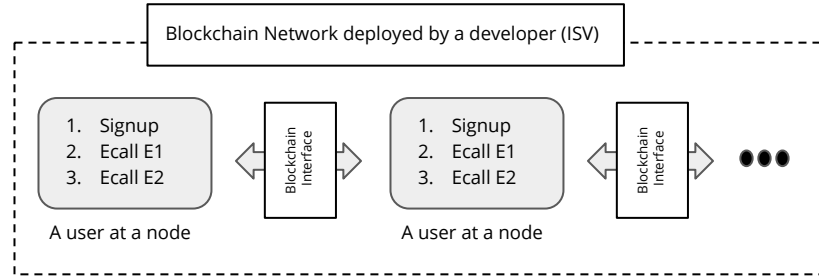 Blockchain Network deployed by a developer (ISV)
1. Signup
2. Ecall E1
3. Ecall E2
A user at a node
Blockchain
Interface
1. Signup
2. Ecall E1
3. Ecall E2
A user at a node
Blockchain
Interface